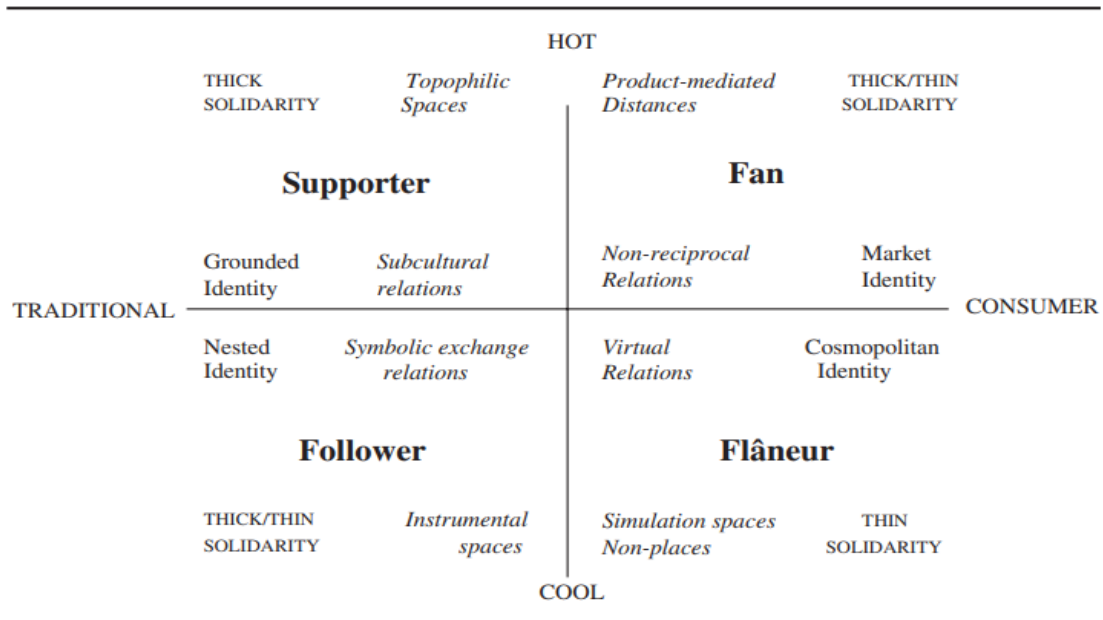 HOT
THICK
SOLIDARITY
Topophilic
Spaces
Product-mediated
Distances
THICK/THIN
SOLIDARITY
Supporter
Fan
Grounded
Identity
Subcultural
relations
Non-reciprocal
Relations
Market
Identity
TRADITIONAL
CONSUMER
Nested
Identity
Symbolic exchange
relations
Virtual
Relations
Cosmopolitan
Identity
Follower
Flâneur
THICK/THIN
SOLIDARITY
Instrumental
spaces
Simulation spaces
Non-places
THIN
SOLIDARITY
COOL